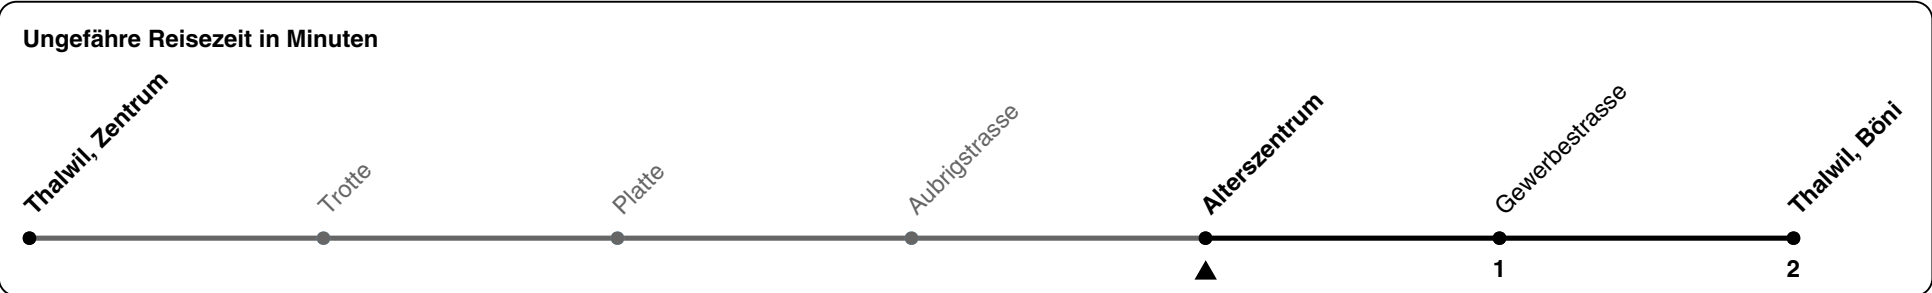 Ungefähre Reisezeit in Minuten
Thalwil, Zentrum
Trotte
Platte
Aubrigstrasse
Alterszentrum
Gewerbestrasse
Thalwil, Böni
1
2